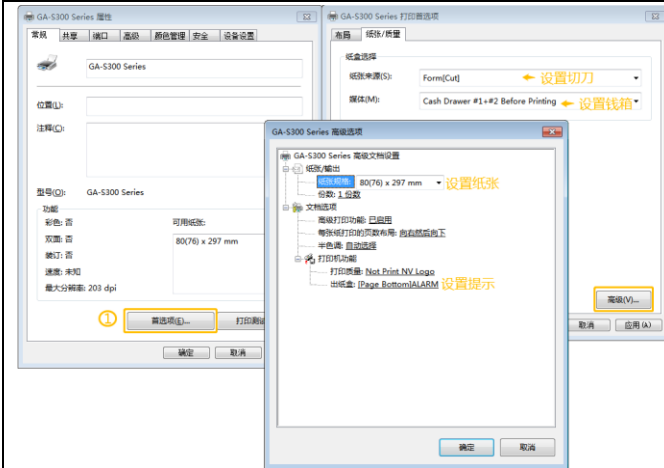 GA-S300 Series 属性
常规 共享 端口 高级 颜色管理 安全 设备设置
GA-S300 Series
位置(L):
注释(C):
型号(O): GA-S300 Series
功能
彩色: 否
可用纸张:
双面: 否
80(76) x 297 mm
装订: 否
速度: 未知
最大分辨率: 203 dpi
① 首选项(E)... 打印测试
确定 取消
GA-S300 Series 打印首选项
布局 纸张/质量
纸盒选择
纸张来源(S): Form[Cut] 设置切刀
媒体(M): Cash Drawer #1+#2 Before Printing 设置钱箱
高级(V)...
取消 应用(A)
GA-S300 Series 高级选项
GA-S300 Series 高级文档设置
纸张/输出
纸张规格: 80(76) x 297 mm 设置纸张
份数: 1 份数
文档选项
高级打印功能: 已启用
每张纸打印的页数布局: 向右然后向下
半色调: 自动选择
打印机功能
打印质量: Not Print NV Logo
出纸盒: [Page Bottom]ALARM 设置提示
确定 取消